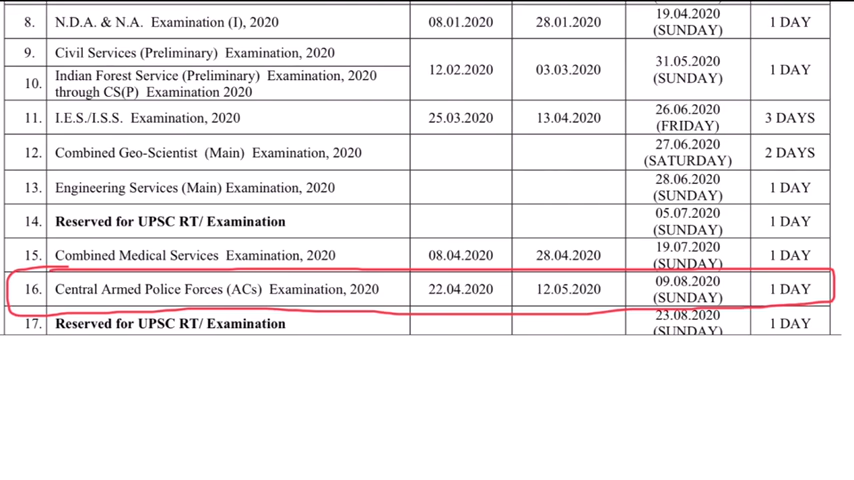 8. N.D.A. & N.A. Examination (I), 2020 08.01.2020 28.01.2020 19.04.2020 (SUNDAY) 1 DAY
9. Civil Services (Preliminary) Examination, 2020 12.02.2020 03.03.2020 31.05.2020 (SUNDAY) 1 DAY
10. Indian Forest Service (Preliminary) Examination, 2020
through CS(P) Examination 2020
11. I.E.S./I.S.S. Examination, 2020 25.03.2020 13.04.2020 26.06.2020 (FRIDAY) 3 DAYS
12. Combined Geo-Scientist (Main) Examination, 2020 27.06.2020 (SATURDAY) 2 DAYS
13. Engineering Services (Main) Examination, 2020 28.06.2020 (SUNDAY) 1 DAY
14. Reserved for UPSC RT/ Examination 05.07.2020 (SUNDAY) 1 DAY
15. Combined Medical Services Examination, 2020 08.04.2020 28.04.2020 19.07.2020 (SUNDAY) 1 DAY
16. Central Armed Police Forces (ACs) Examination, 2020 22.04.2020 12.05.2020 09.08.2020 (SUNDAY) 1 DAY
17. Reserved for UPSC RT/ Examination 23.08.2020 (SUNDAY) 1 DAY